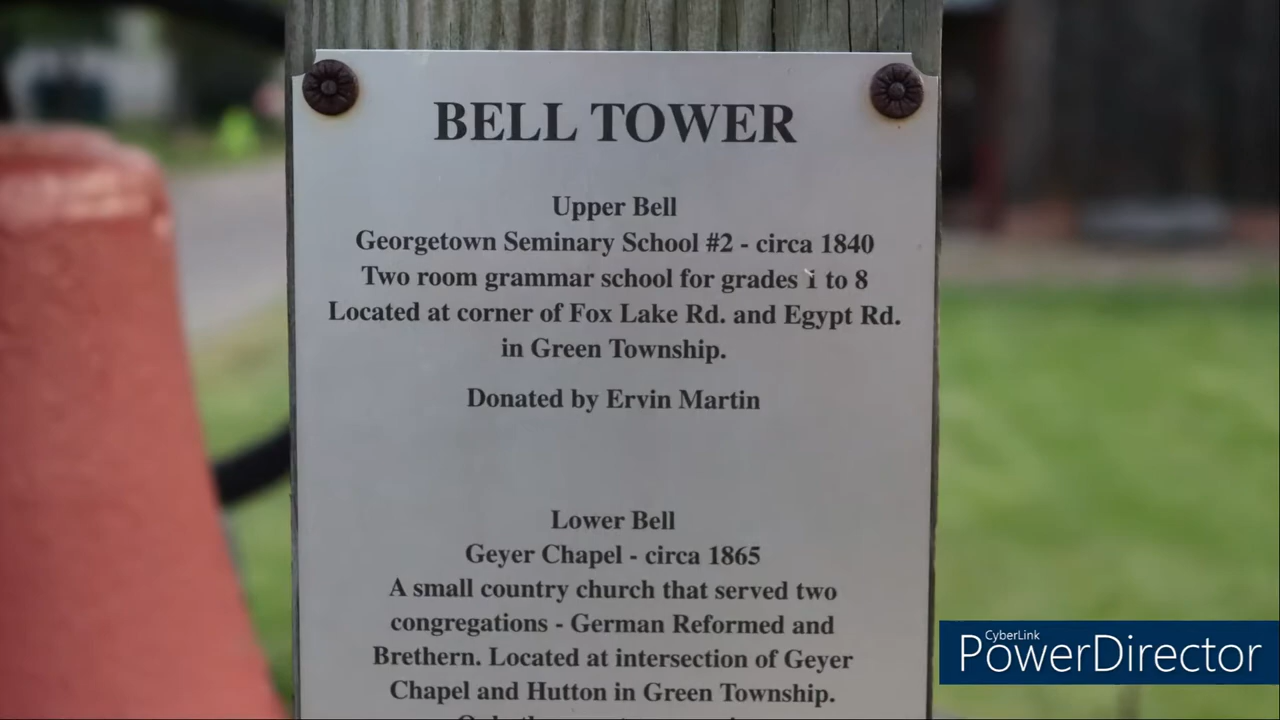 BELL TOWER
Upper Bell
Georgetown Seminary School #2 - circa 1840
Two room grammar school for grades 1 to 8
Located at corner of Fox Lake Rd. and Egypt Rd.
in Green Township.
Donated by Ervin Martin
Lower Bell
Geyer Chapel - circa 1865
A small country church that served two
congregations - German Reformed and
Brethern. Located at intersection of Geyer
Chapel and Hutton in Green Township.
CyberLink
PowerDirector